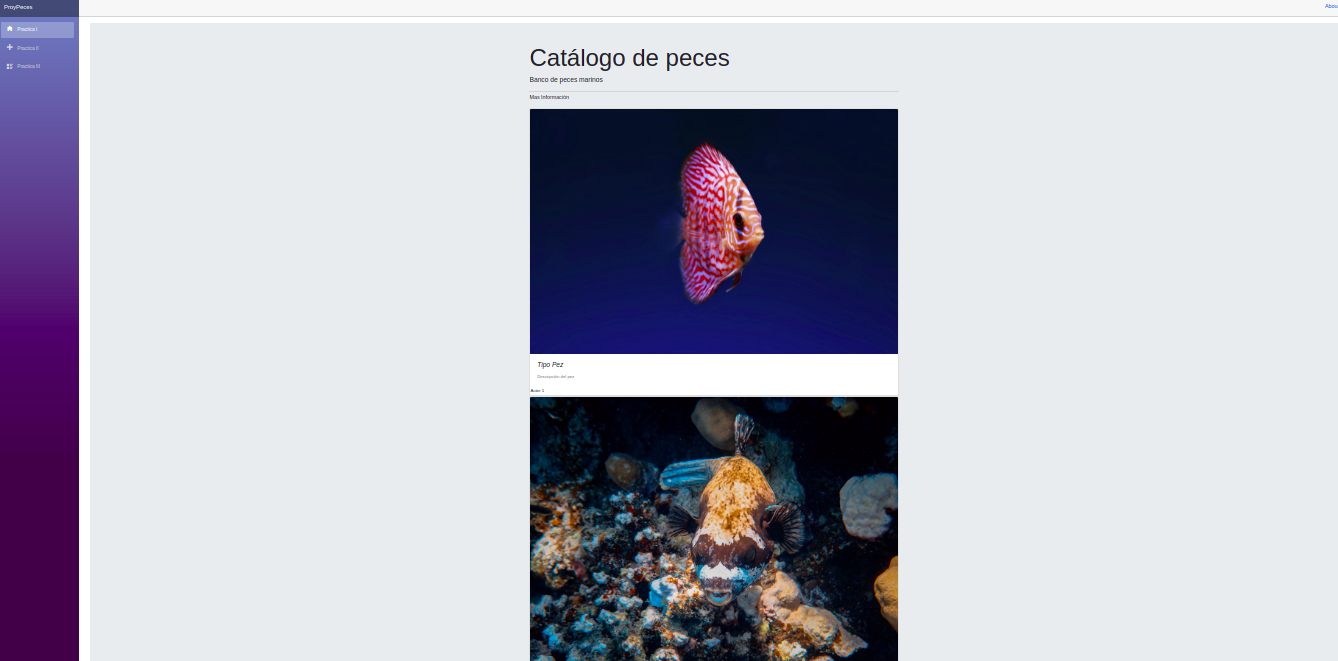 ProyPeces
Abou
Practica I
Practica II
Practica III
Catálogo de peces
Banco de peces marinos
Mas Información
Tipo Pez
Descripción del pez
Autor 1